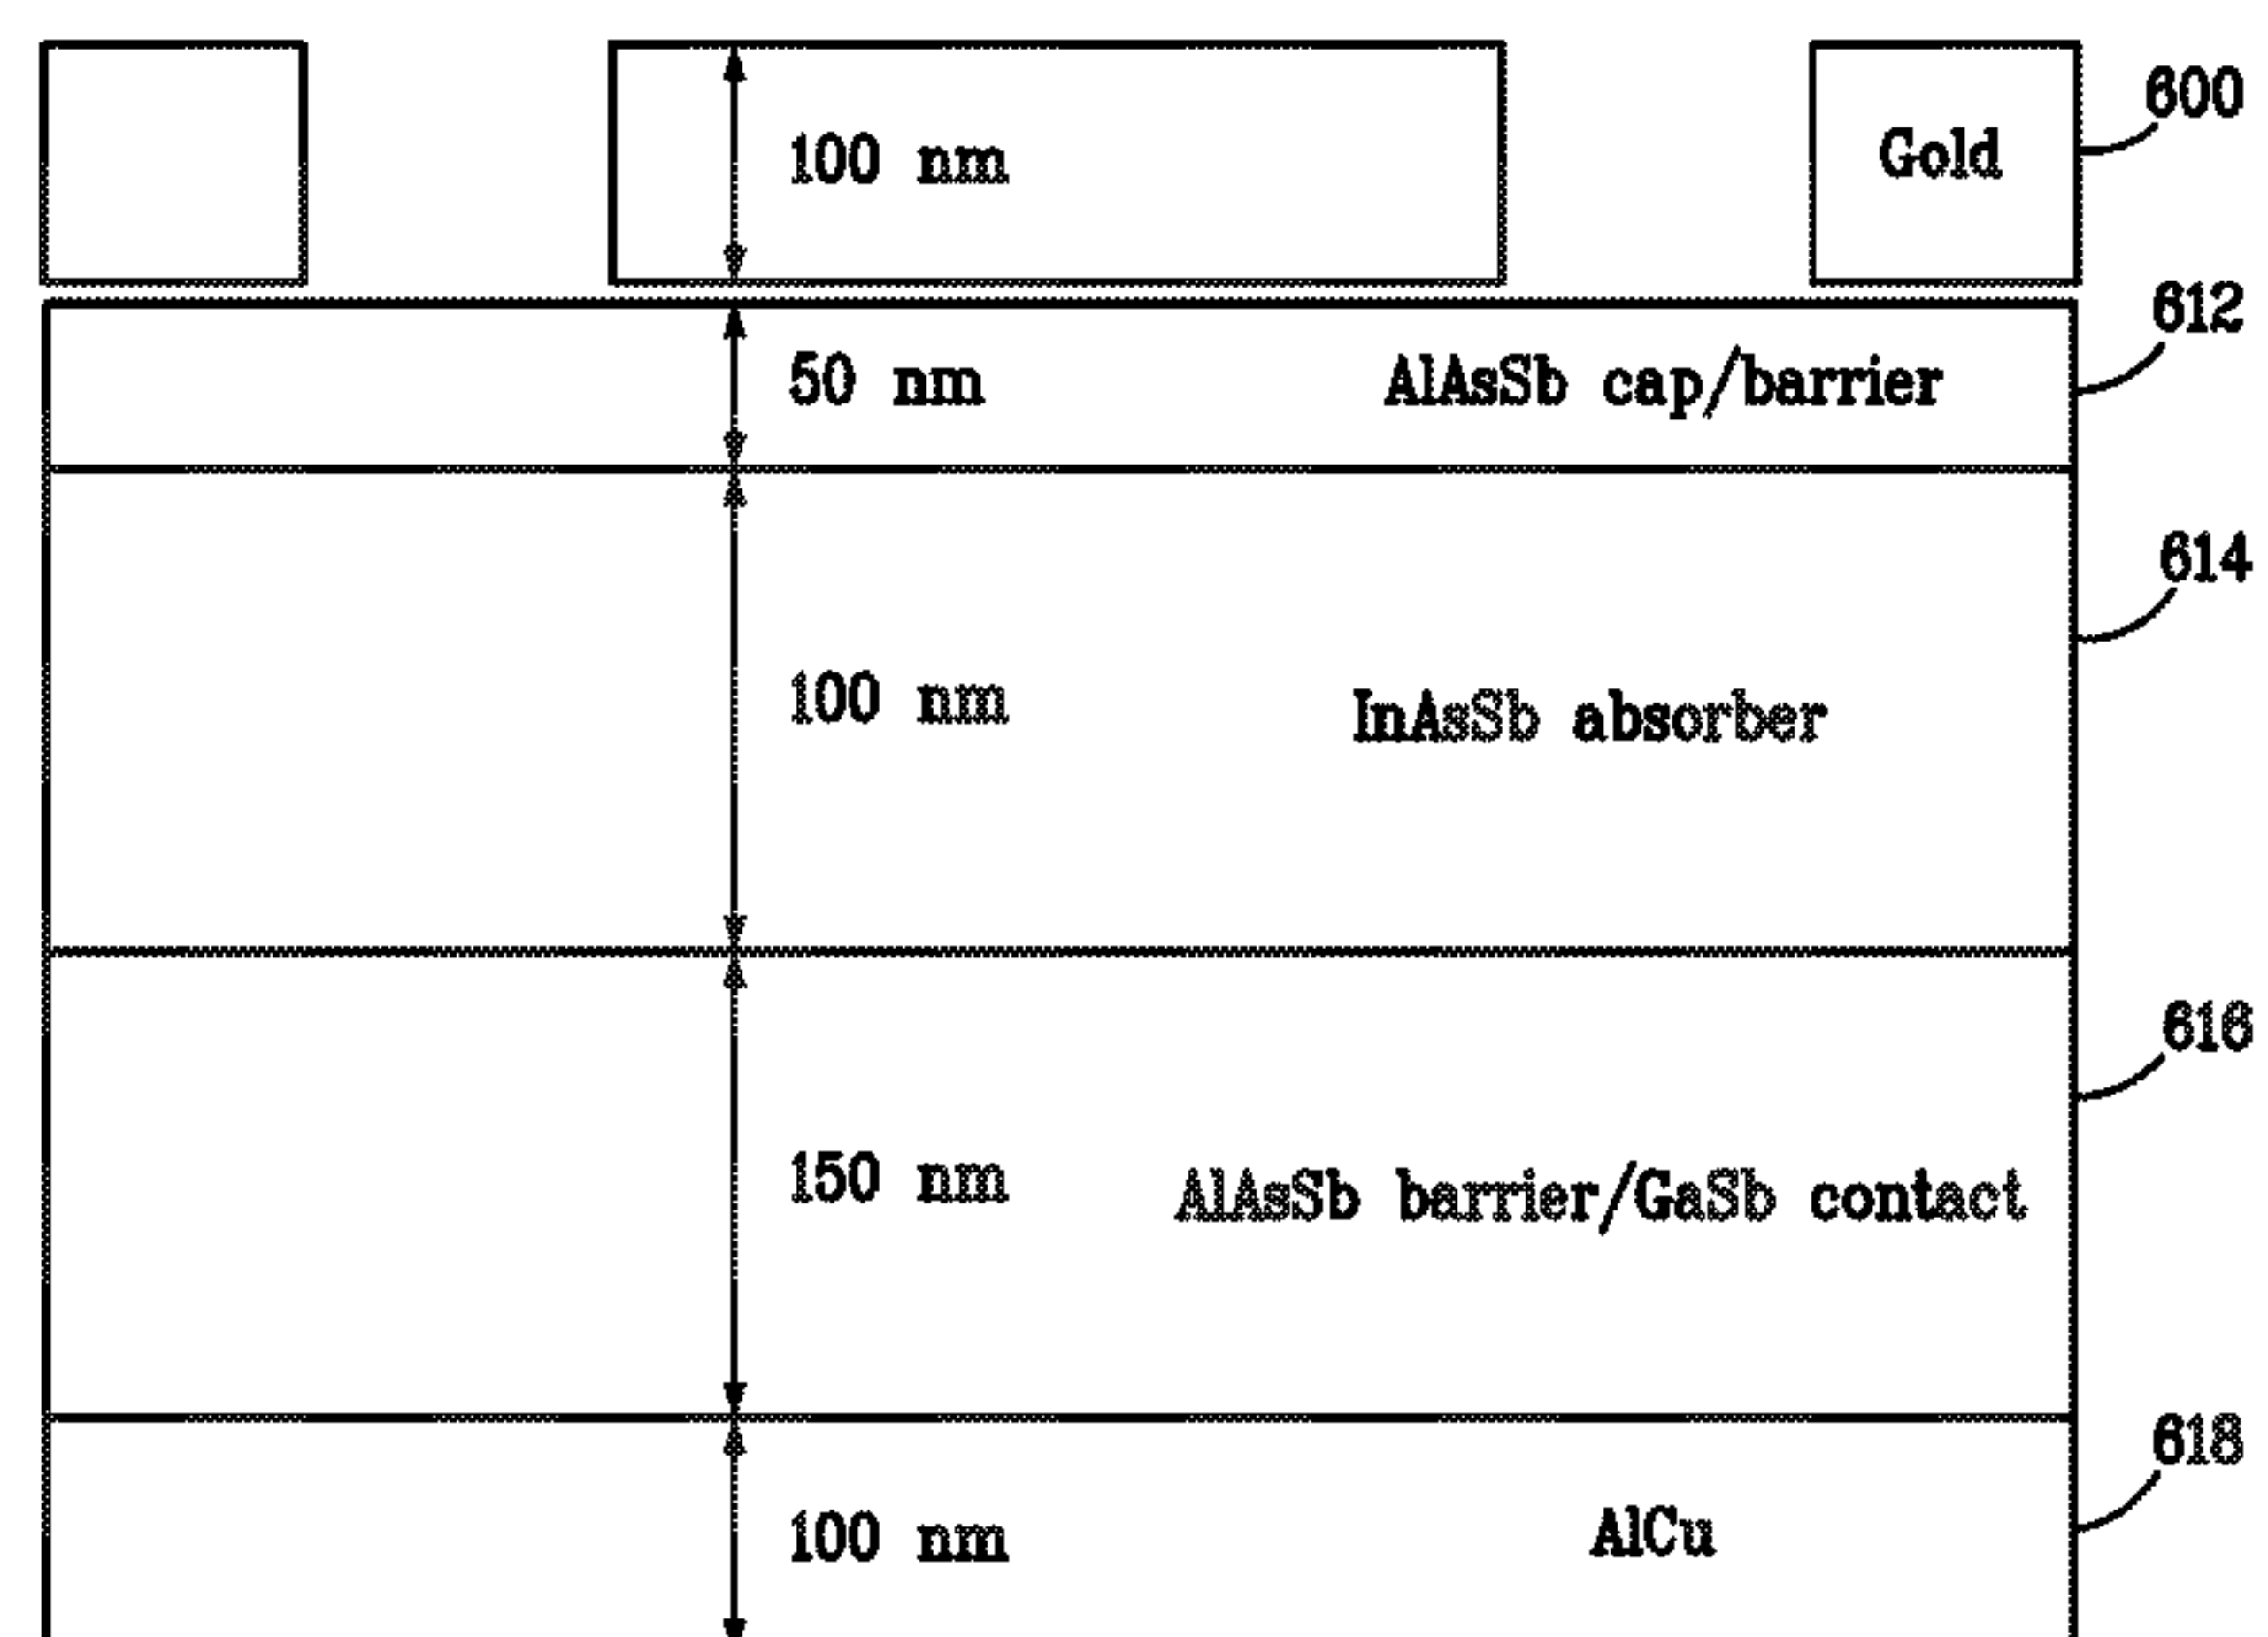 600
100 nm
Gold
612
50 nm
AlAsSb cap/barrier
614
100 nm
InAsSb absorber
616
150 nm
AlAsSb barrier/GaSb contact
618
100 nm
AlCu